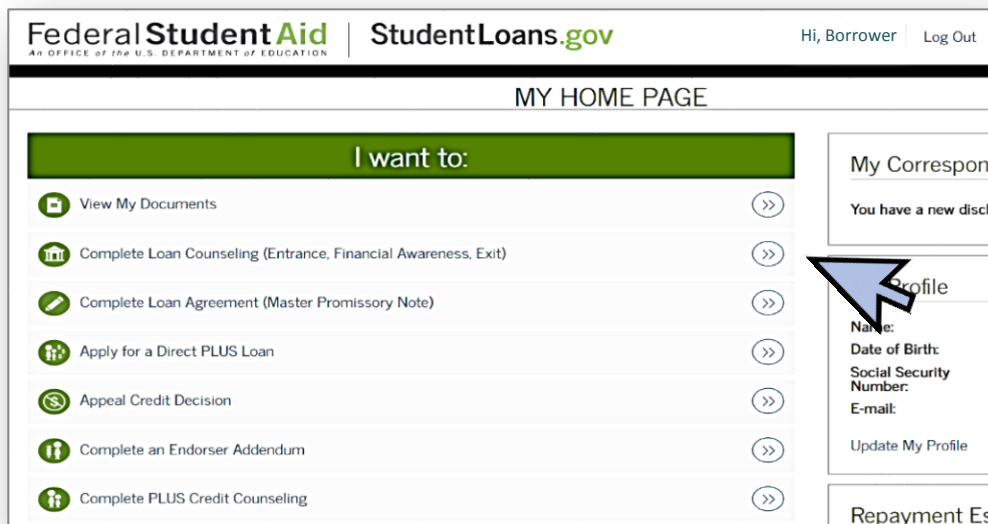 Federal Student Aid
An OFFICE of the U.S. DEPARTMENT of EDUCATION
StudentLoans.gov
Hi, Borrower
Log Out
MY HOME PAGE
I want to:
View My Documents
Complete Loan Counseling (Entrance, Financial Awareness, Exit)
Complete Loan Agreement (Master Promissory Note)
Apply for a Direct PLUS Loan
Appeal Credit Decision
Complete an Endorser Addendum
Complete PLUS Credit Counseling
My Correspon
You have a new discl
Profile
Name:
Date of Birth:
Social Security
Number:
E-mail:
Update My Profile
Repayment Es